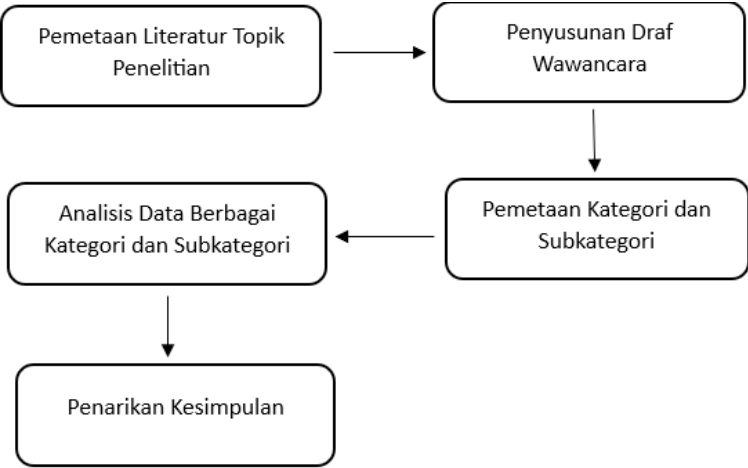 Pemetaan Literatur Topik
Penelitian
Penyusunan Draf
Wawancara
Pemetaan Kategori dan
Subkategori
Analisis Data Berbagai
Kategori dan Subkategori
Penarikan Kesimpulan